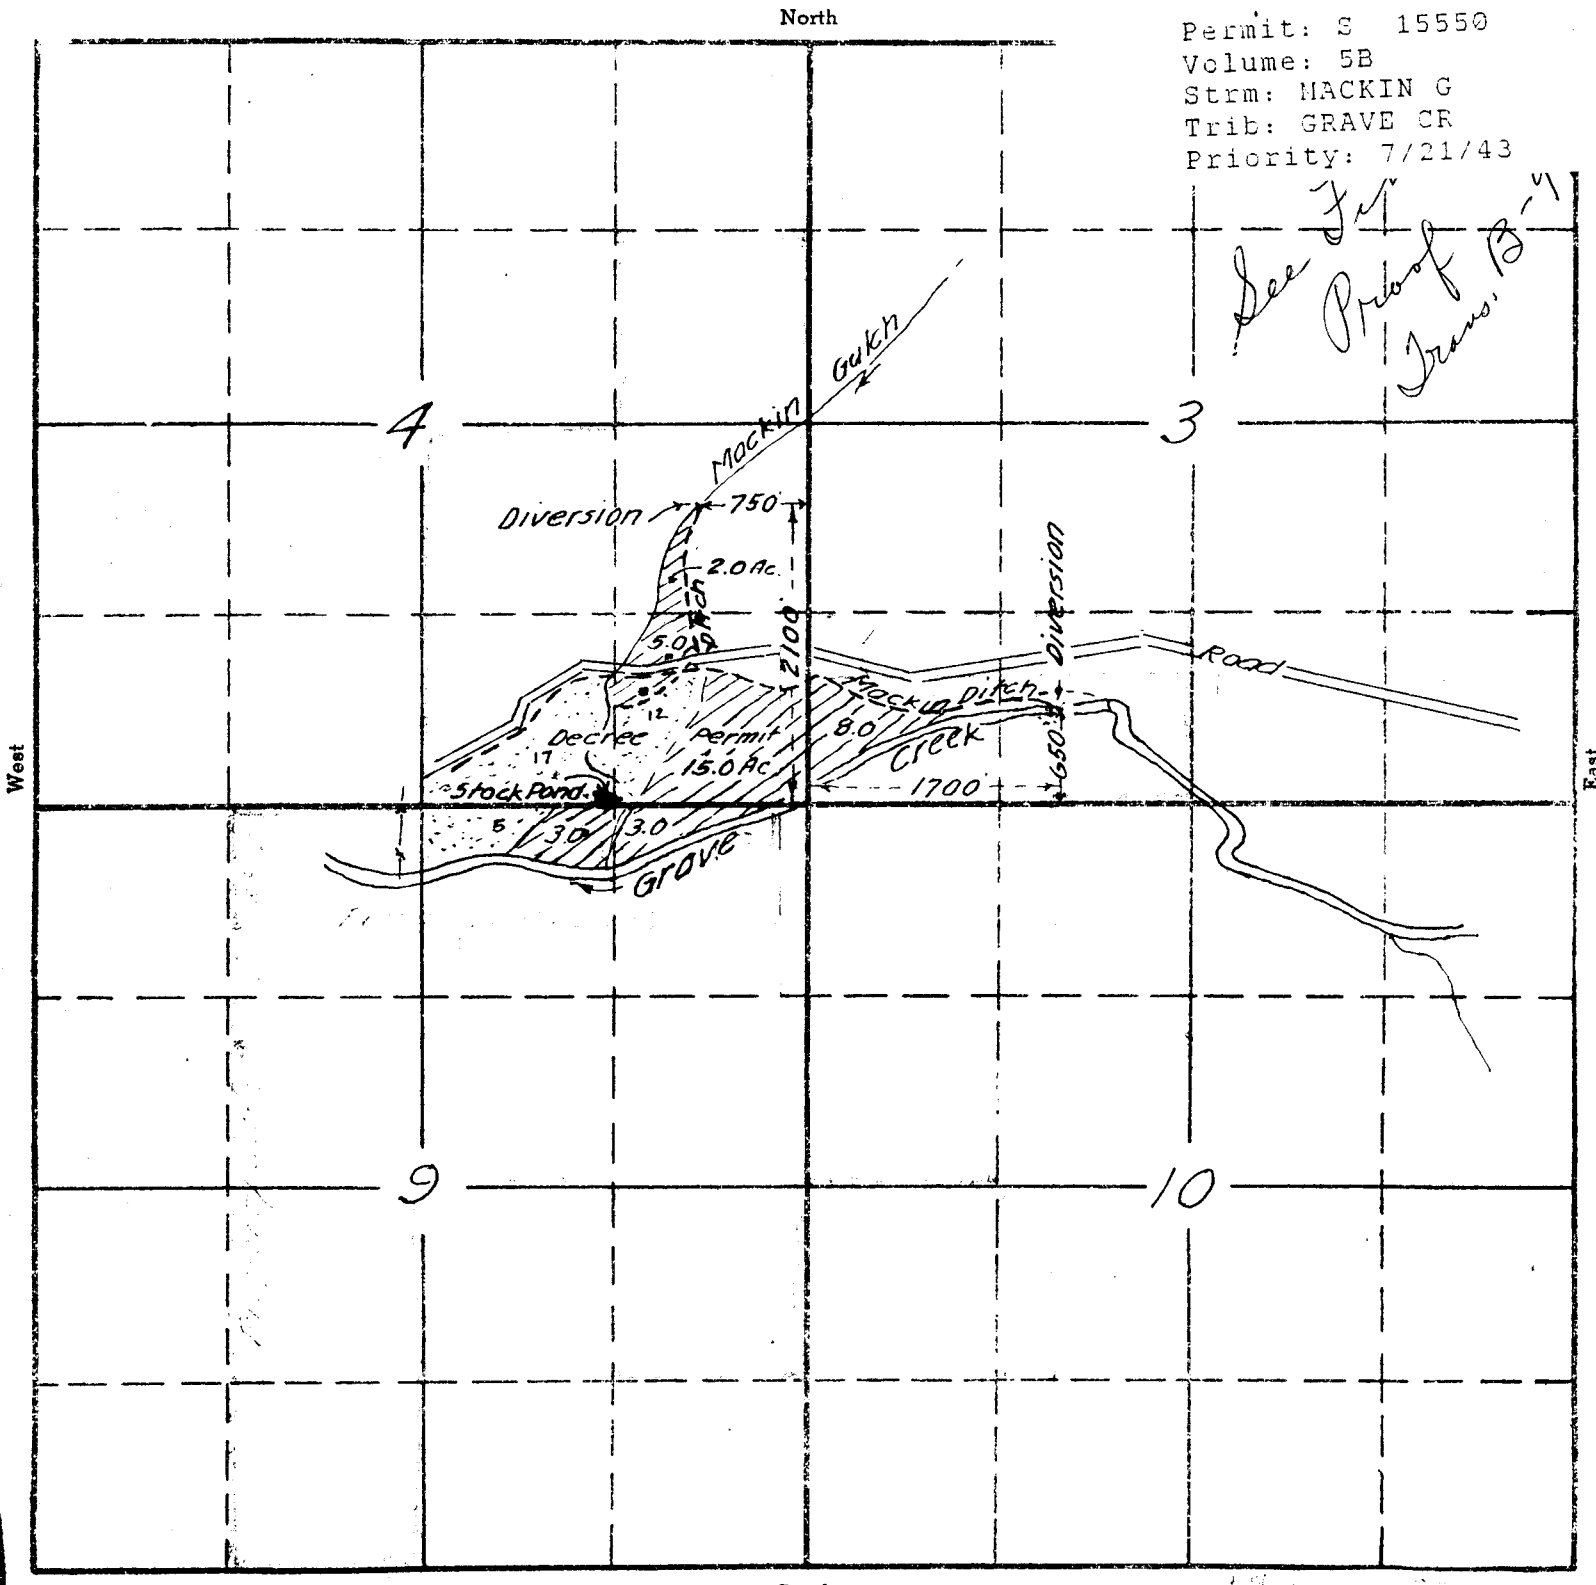 North
Permit: S 15550
Volume: 5B
Strm: MACKIN G
Trib: GRAVE CR
Priority: 7/21/43
See
Proof
Trans. B-
4
3
Mackin Gulch
Diversion
750'
2.0 Ac.
Ditch
2100'
5.0
Diversion
Road
Mackin Ditch
12
Decree
17
Permit
15.0 Ac
8.0
Creek
650'
1700'
Stock Pond
5
3.0
3.0
Grave
West
East
9
10